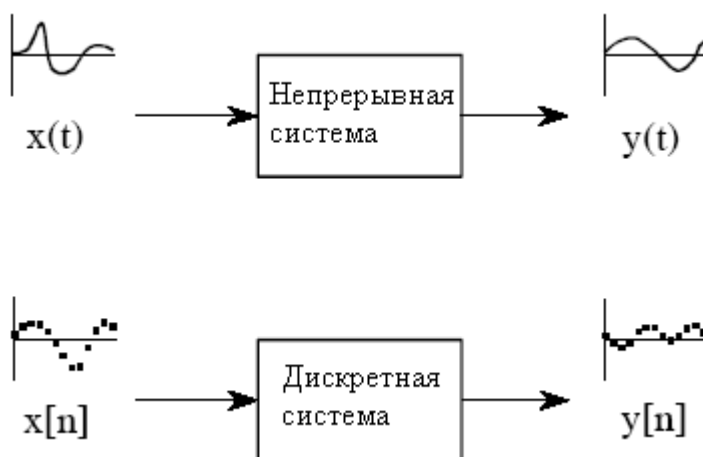 x(t)
Непрерывная
система
y(t)
x[n]
Дискретная
система
y[n]